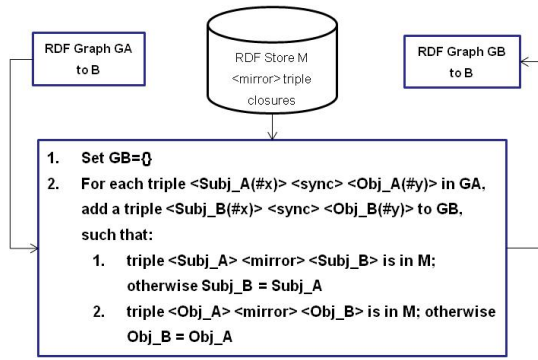 RDF Graph GA
to B
RDF Store M
<mirror> triple
closures
RDF Graph GB
to B
1. Set GB={}
2. For each triple <Subj_A(#x)> <sync> <Obj_A(#y)> in GA,
add a triple <Subj_B(#x)> <sync> <Obj_B(#y)> to GB,
such that:
1. triple <Subj_A> <mirror> <Subj_B> is in M;
otherwise Subj_B = Subj_A
2. triple <Obj_A> <mirror> <Obj_B> is in M; otherwise
Obj_B = Obj_A